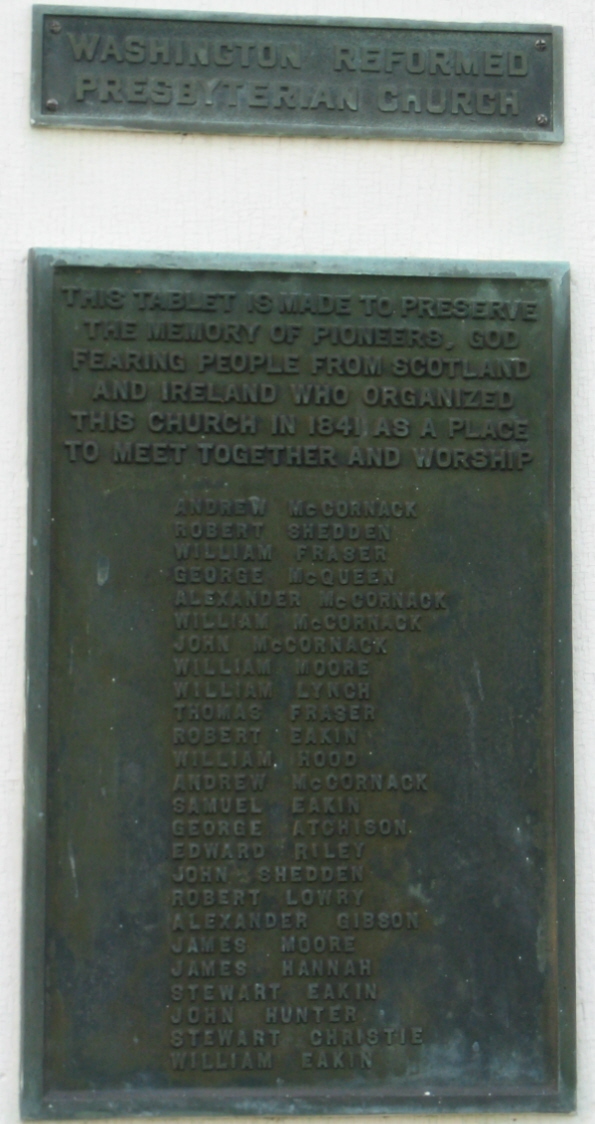 WASHINGTON REFORMED
PRESBYTERIAN CHURCH
THIS TABLET IS MADE TO PRESERVE
THE MEMORY OF PIONEERS, GOD
FEARING PEOPLE FROM SCOTLAND
AND IRELAND WHO ORGANIZED
THIS CHURCH IN 1841, AS A PLACE
TO MEET TOGETHER AND WORSHIP
ANDREW McCORNACK
ROBERT SHEDDEN
WILLIAM FRASER
GEORGE McQUEEN
ALEXANDER McCORNACK
WILLIAM McCORNACK
JOHN McCORNACK
WILLIAM MOORE
WILLIAM LYNCH
THOMAS FRASER
ROBERT EAKIN
WILLIAM HOOD
ANDREW McCORNACK
SAMUEL EAKIN
GEORGE ATCHISON
EDWARD RILEY
JOHN SHEDDEN
ROBERT LOWRY
ALEXANDER GIBSON
JAMES MOORE
JAMES HANNAH
STEWART EAKIN
JOHN HUNTER
STEWART CHRISTIE
WILLIAM EAKIN